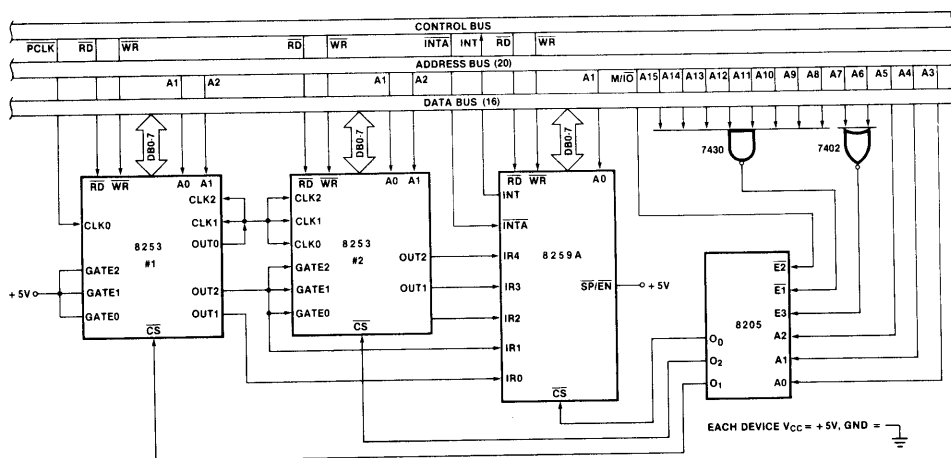 CONTROL BUS
PCLK RD WR RD WR INTA INT RD WR
ADDRESS BUS (20)
A1 A2 A1 A2 A1 M/IO A15 A14 A13 A12 A11 A10 A9 A8 A7 A6 A5 A4 A3
DATA BUS (16)
DB0-7 DB0-7 DB0-7
7430 7402
RD WR A0 A1
CLK2
CLK0 CLK1
8253 OUT0
#1
GATE2 OUT2
+5V GATE1
GATE0 OUT1
CS
RD WR A0 A1
CLK2
CLK1
CLK0 8253
#2
GATE2 OUT2
GATE1 OUT1
GATE0
CS
RD WR A0
INT
INTA
8259A
IR4
IR3 SP/EN +5V
IR2
IR1
IR0
CS
E2
E1
8205 E3
O0 A2
O2 A1
O1 A0
EACH DEVICE VCC = +5V, GND =